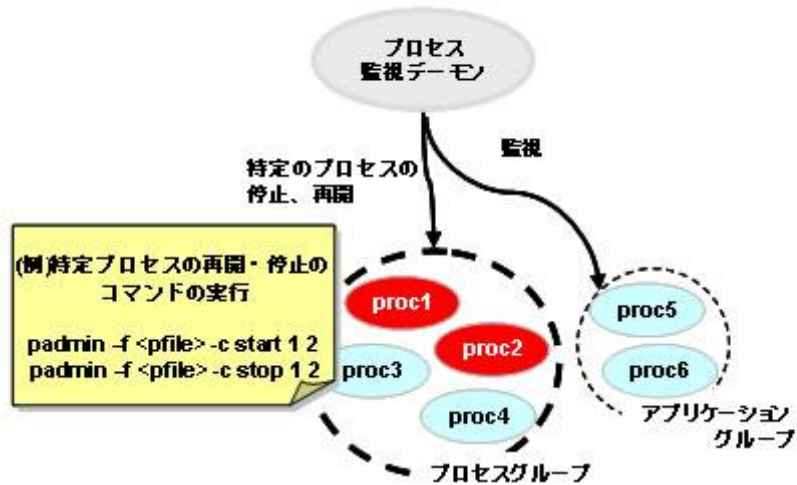 プロセス
監視デーモン
監視
特定のプロセスの
停止、再開
(例)特定プロセスの再開・停止の
コマンドの実行
padmin -f <pfile> -c start 1 2
padmin -f <pfile> -c stop 1 2
proc1
proc2
proc3
proc4
proc5
proc6
アプリケーション
グループ
プロセスグループ